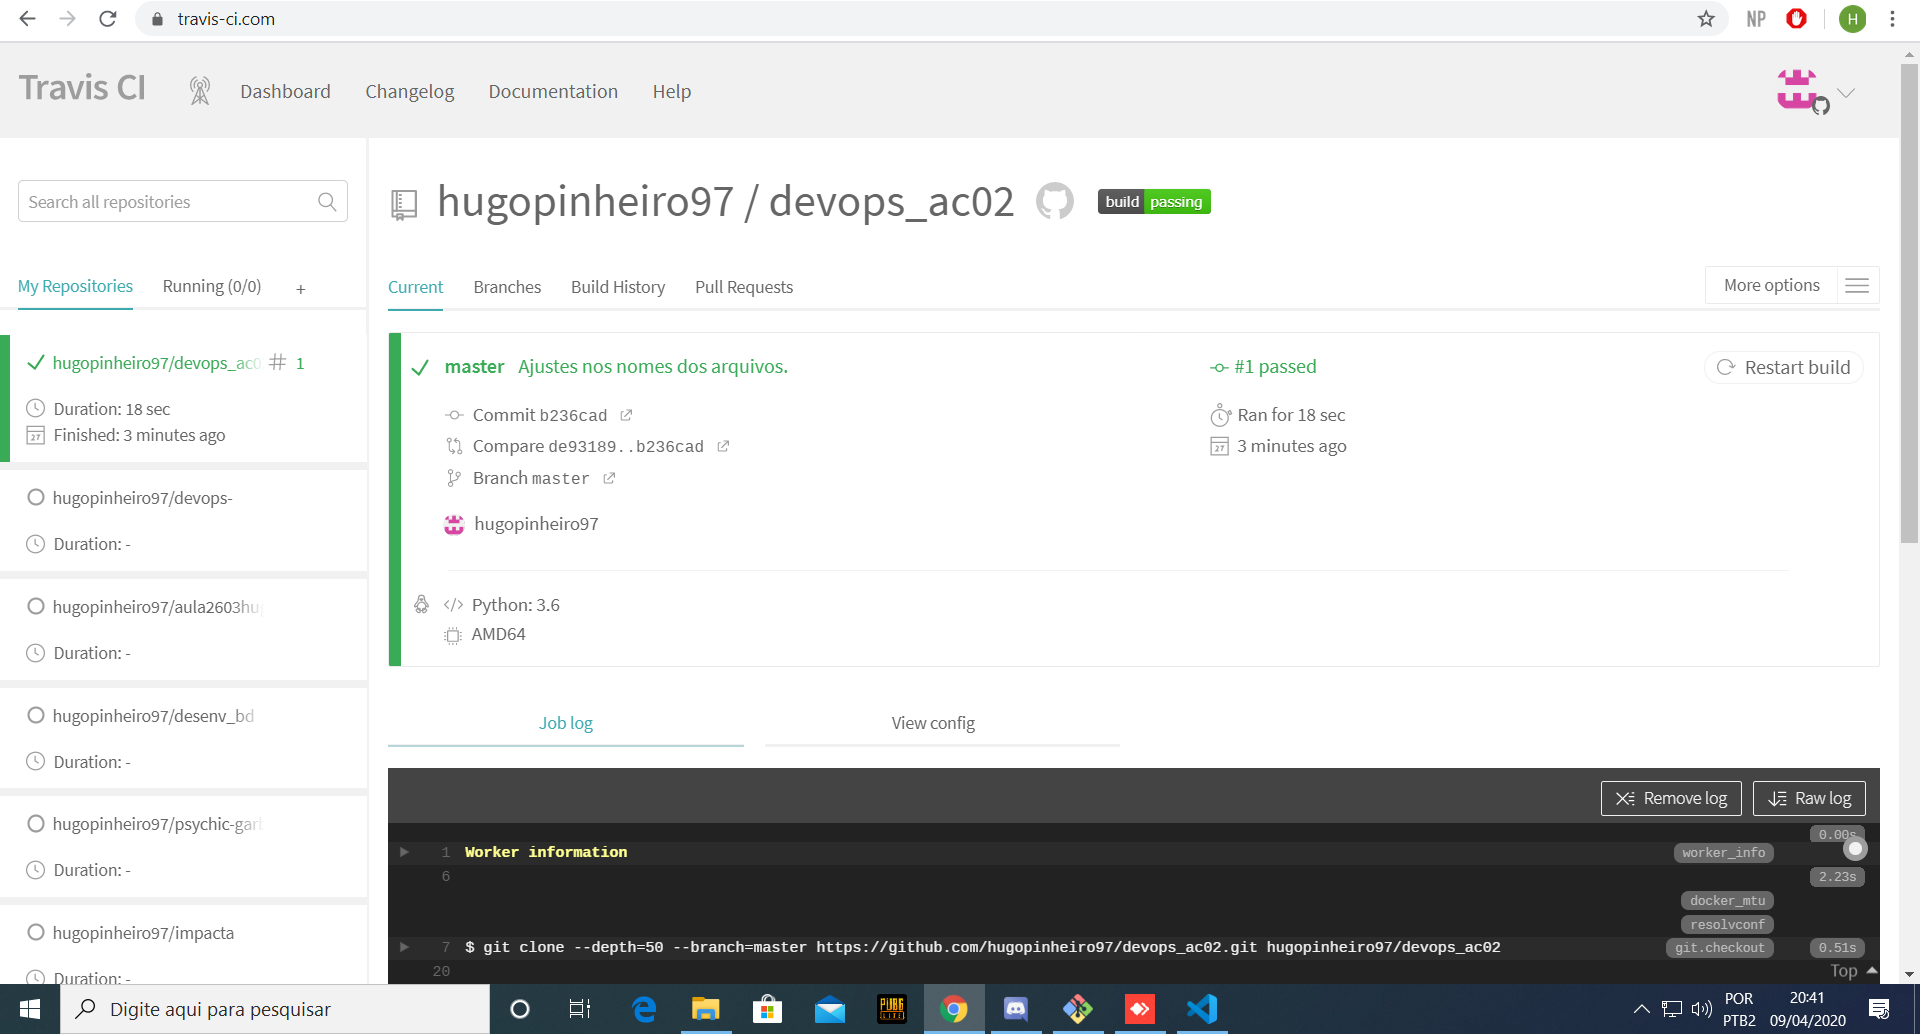 travis-ci.com
NP
H
Travis CI
Dashboard
Changelog
Documentation
Help
Search all repositories
My Repositories
Running (0/0)
+
hugopinheiro97/devops_ac0 # 1
Duration: 18 sec
Finished: 3 minutes ago
hugopinheiro97/devops-
Duration: -
hugopinheiro97/aula2603hu
Duration: -
hugopinheiro97/desenv_bd
Duration: -
hugopinheiro97/psychic-gar
Duration: -
hugopinheiro97/impacta
Duration: -
hugopinheiro97 / devops_ac02
build passing
Current
Branches
Build History
Pull Requests
More options
master Ajustes nos nomes dos arquivos.
#1 passed
Restart build
Commit b236cad
Ran for 18 sec
Compare de93189..b236cad
3 minutes ago
Branch master
hugopinheiro97
Python: 3.6
AMD64
Job log
View config
Remove log
Raw log
0.00s
1 Worker information worker_info
6 2.23s
docker_mtu
resolvconf
7 $ git clone --depth=50 --branch=master https://github.com/hugopinheiro97/devops_ac02.git hugopinheiro97/devops_ac02 git.checkout 0.51s
20
Top
Digite aqui para pesquisar
PUBG
LITE
POR
PTB2
20:41
09/04/2020